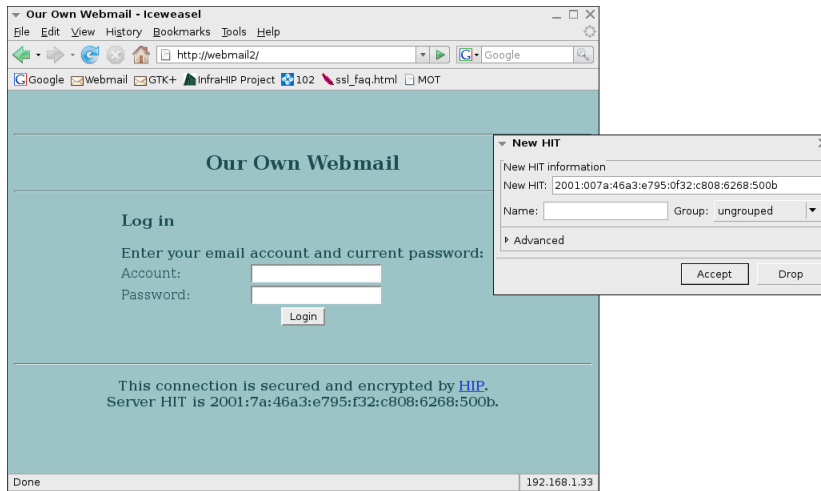 Our Own Webmail - Iceweasel
File Edit View History Bookmarks Tools Help
http://webmail2/ G Google
Google Webmail GTK+ InfraHIP Project 102 ssl_faq.html MOT
Our Own Webmail
Log in
Enter your email account and current password:
Account:
Password:
Login
This connection is secured and encrypted by HIP.
Server HIT is 2001:7a:46a3:e795:f32:c808:6268:500b.
Done 192.168.1.33
New HIT
New HIT information
New HIT: 2001:007a:46a3:e795:0f32:c808:6268:500b
Name: Group: ungrouped
Advanced
Accept Drop